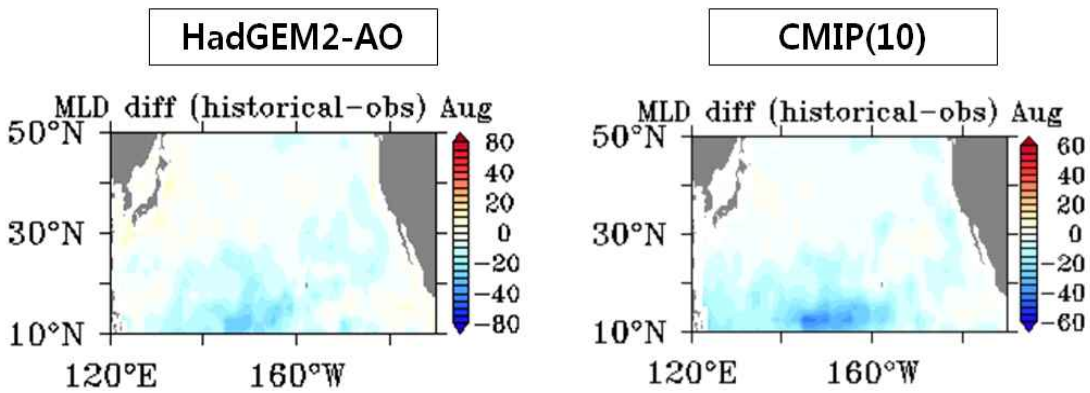 HadGEM2-AO
CMIP(10)
MLD diff (historical-obs) Aug
50°N
30°N
10°N
120°E
160°W
80
40
20
0
-20
-40
-80
MLD diff (historical-obs) Aug
50°N
30°N
10°N
120°E
160°W
60
40
20
0
-20
-40
-60